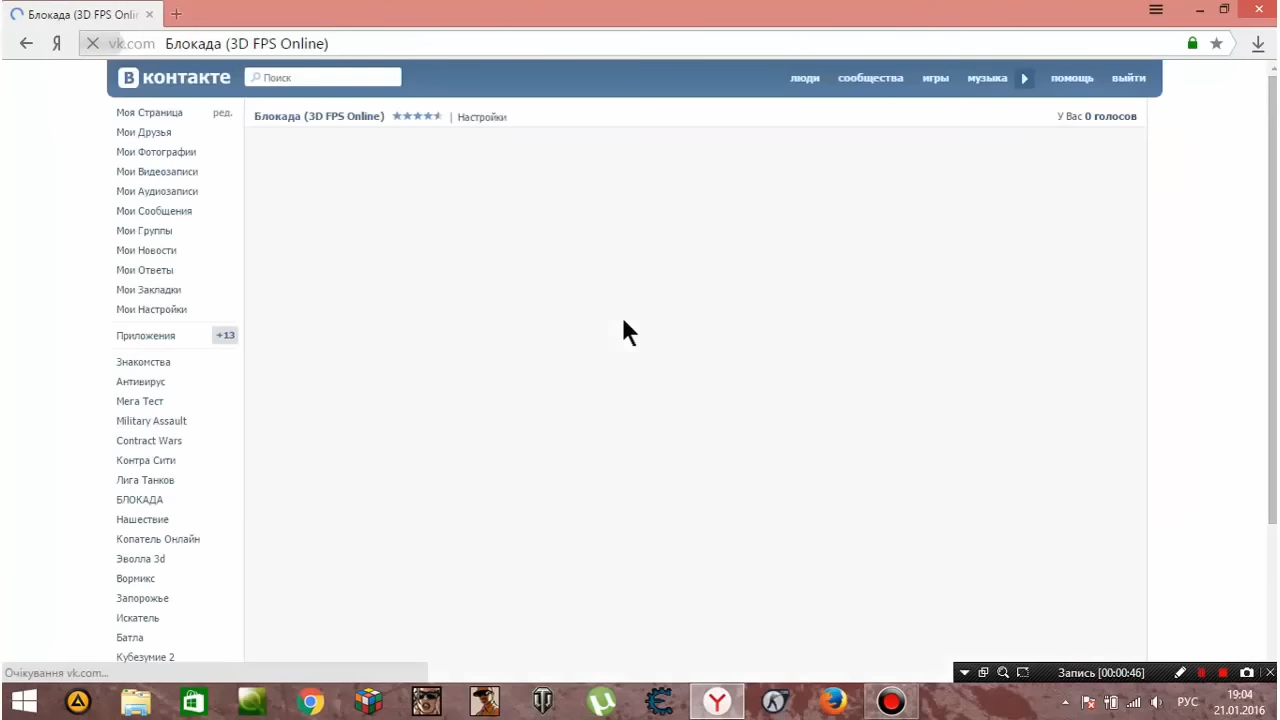 Блокада (3D FPS Onlin
Я vk.com Блокада (3D FPS Online)
В контакте Поиск люди сообщества игры музыка помощь выйти
Моя Страница ред.
Блокада (3D FPS Online) | Настройки У Вас 0 голосов
Мои Друзья
Мои Фотографии
Мои Видеозаписи
Мои Аудиозаписи
Мои Сообщения
Мои Группы
Мои Новости
Мои Ответы
Мои Закладки
Мои Настройки
Приложения +13
Знакомства
Антивирус
Мега Тест
Military Assault
Contract Wars
Контра Сити
Лига Танков
БЛОКАДА
Нашествие
Копатель Онлайн
Эволла 3d
Вормикс
Запорожье
Искатель
Батла
Кубезумие 2
Очікування vk.com...
Запись [00:00:46]
РУС
19:04
21.01.2016